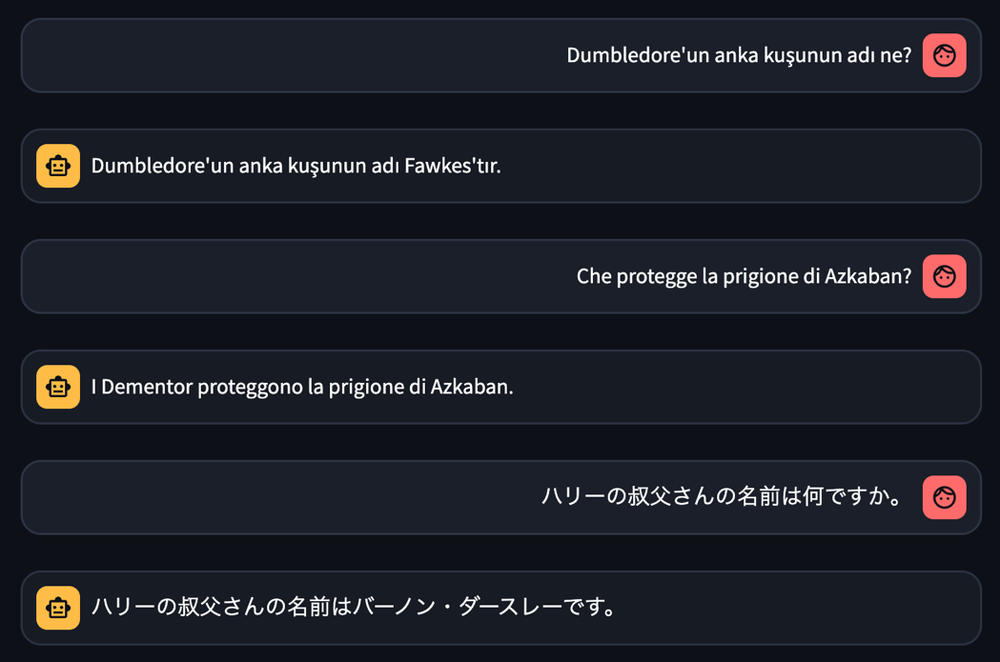 Dumbledore'un anka kuşunun adı ne?
Dumbledore'un anka kuşunun adı Fawkes'tır.
Che protegge la prigione di Azkaban?
I Dementor proteggono la prigione di Azkaban.
ハリーの叔父さんの名前は何ですか。
ハリーの叔父さんの名前はバーノン・ダースレーです。